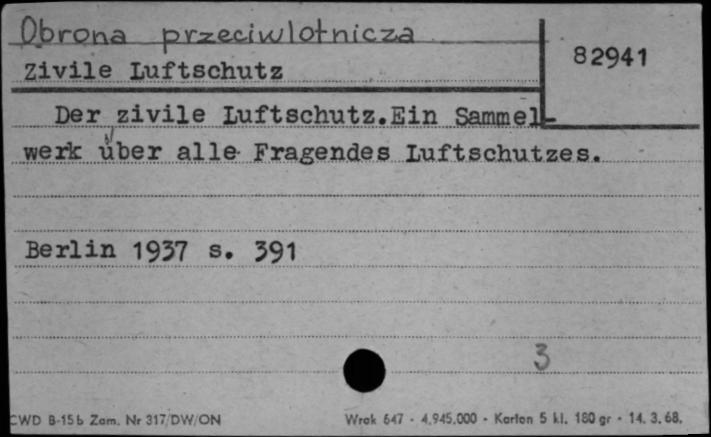 Obrona przeciwlotnicza
82941
Zivile Luftschutz
Der zivile Luftschutz.Ein Sammel-
werk über alle Fragendes Luftschutzes.
Berlin 1937 s. 391
3
CWD B-15b Zam. Nr 317/DW/ON
Wrak 647 - 4.945.000 - Karton 5 kl. 180 gr - 14. 3. 68.